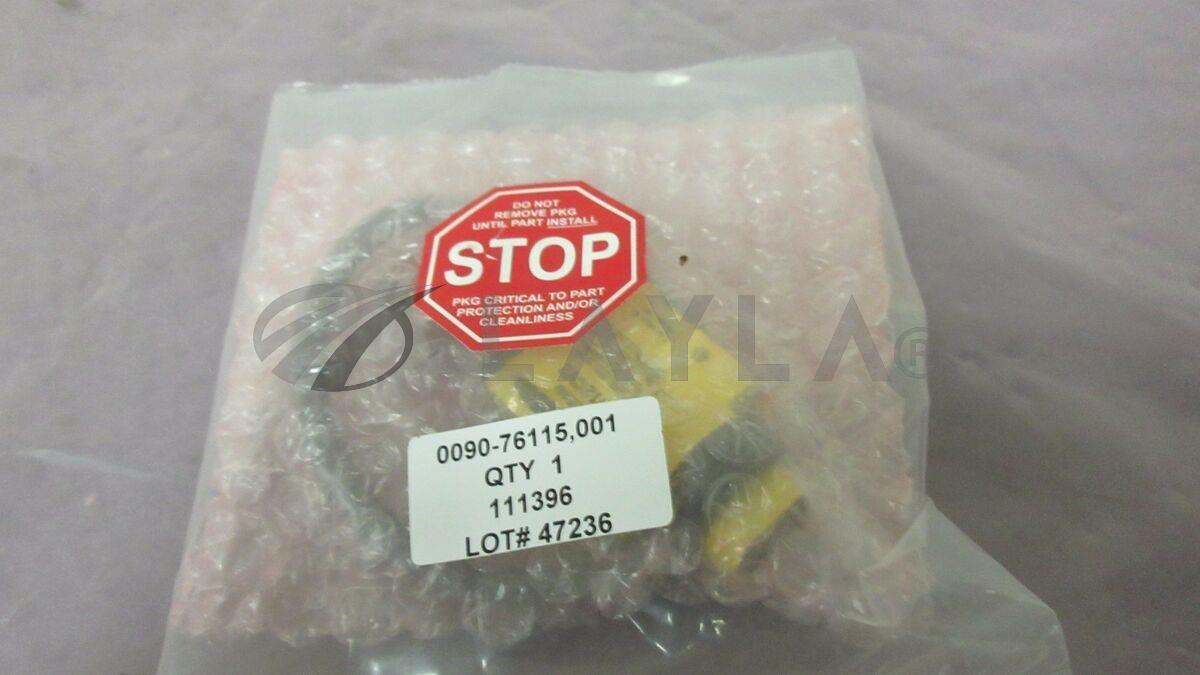 DO NOT
REMOVE PKG
UNTIL PART INSTALL
STOP
PKG CRITICAL TO PART
PROTECTION AND/OR
CLEANLINESS
LAYLA®
0090-76115,001
QTY 1
111396
LOT# 47236